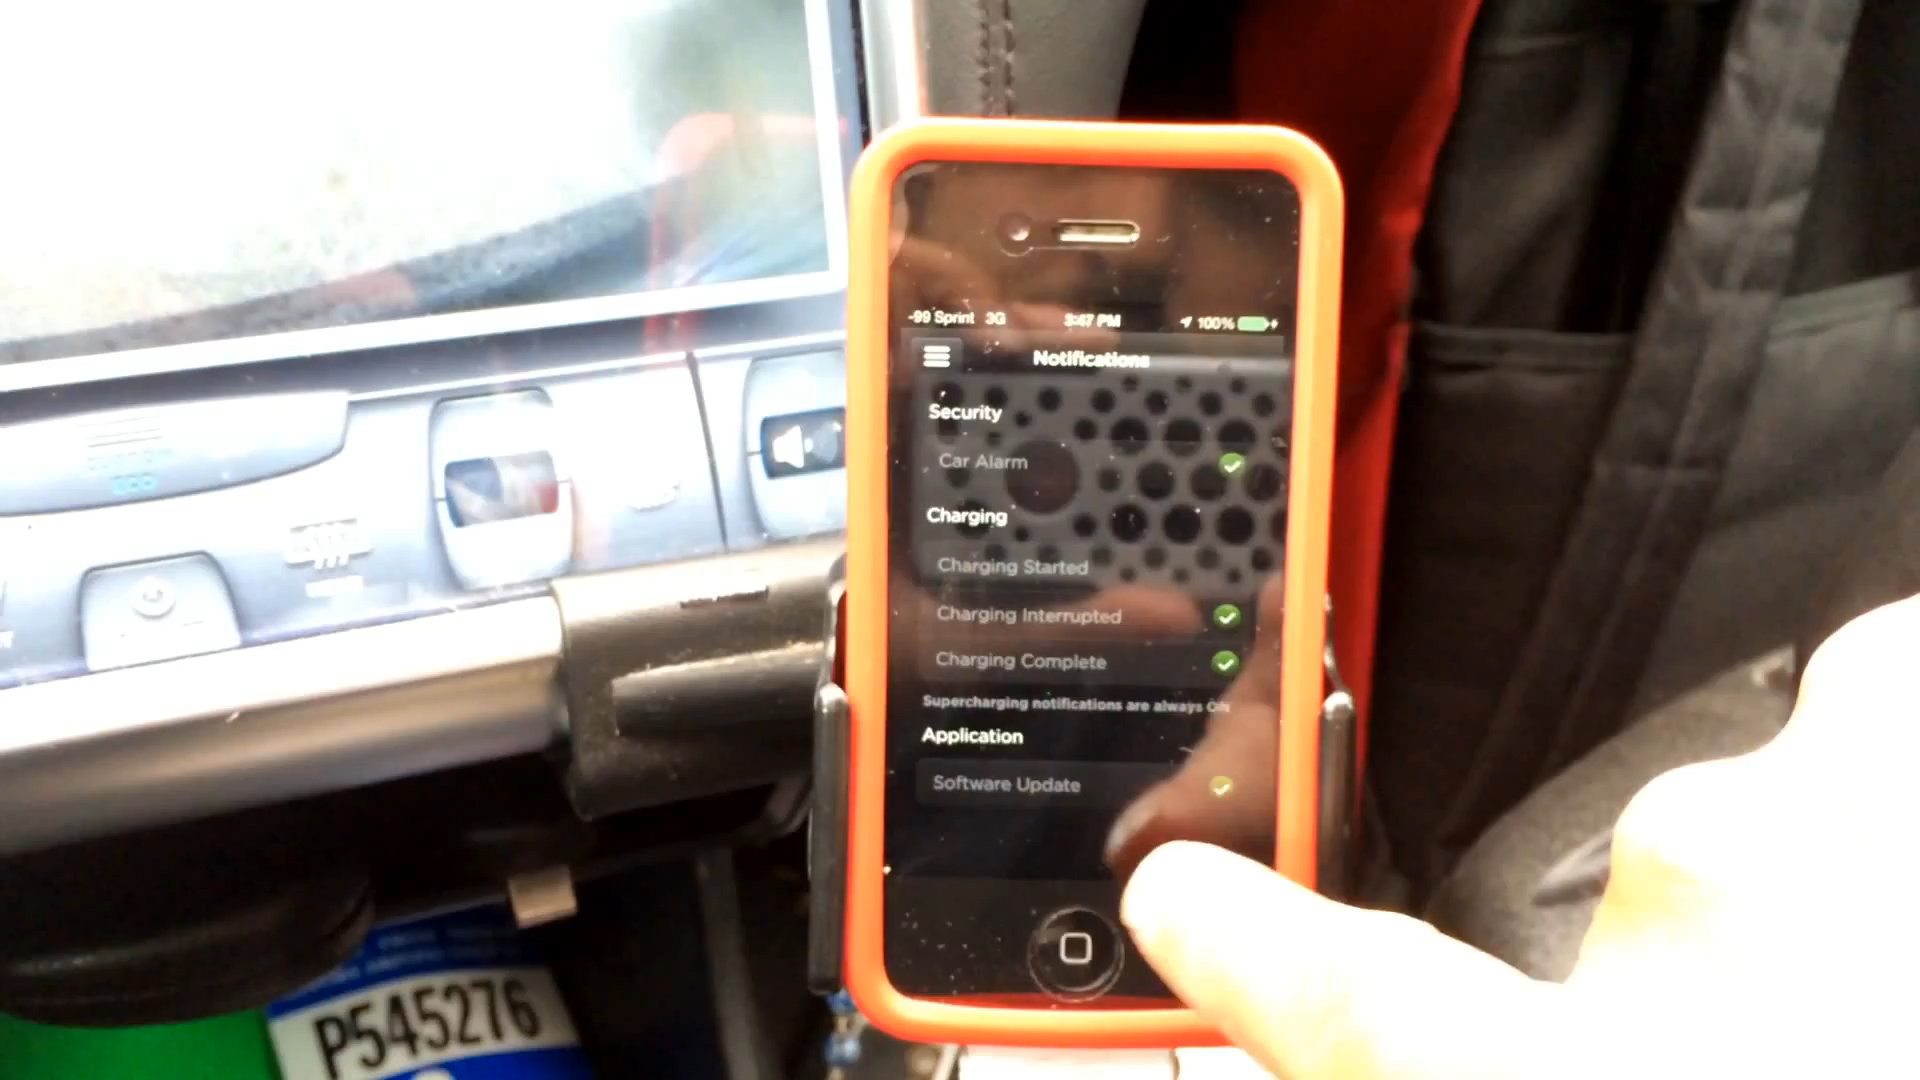 -99 Sprint 3G 3:47 PM 100%
Notifications
Security
Car Alarm
Charging
Charging Started
Charging Interrupted
Charging Complete
Supercharging notifications are always ON
Application
Software Update
P545276